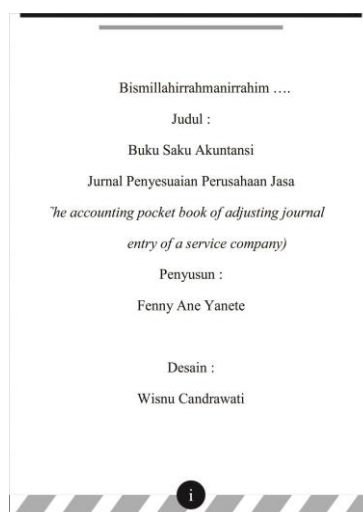 Bismillahirrahmanirrahim ….
Judul :
Buku Saku Akuntansi
Jurnal Penyesuaian Perusahaan Jasa
he accounting pocket book of adjusting journal
entry of a service company)
Penyusun :
Fenny Ane Yanete
Desain :
Wisnu Candrawati
i